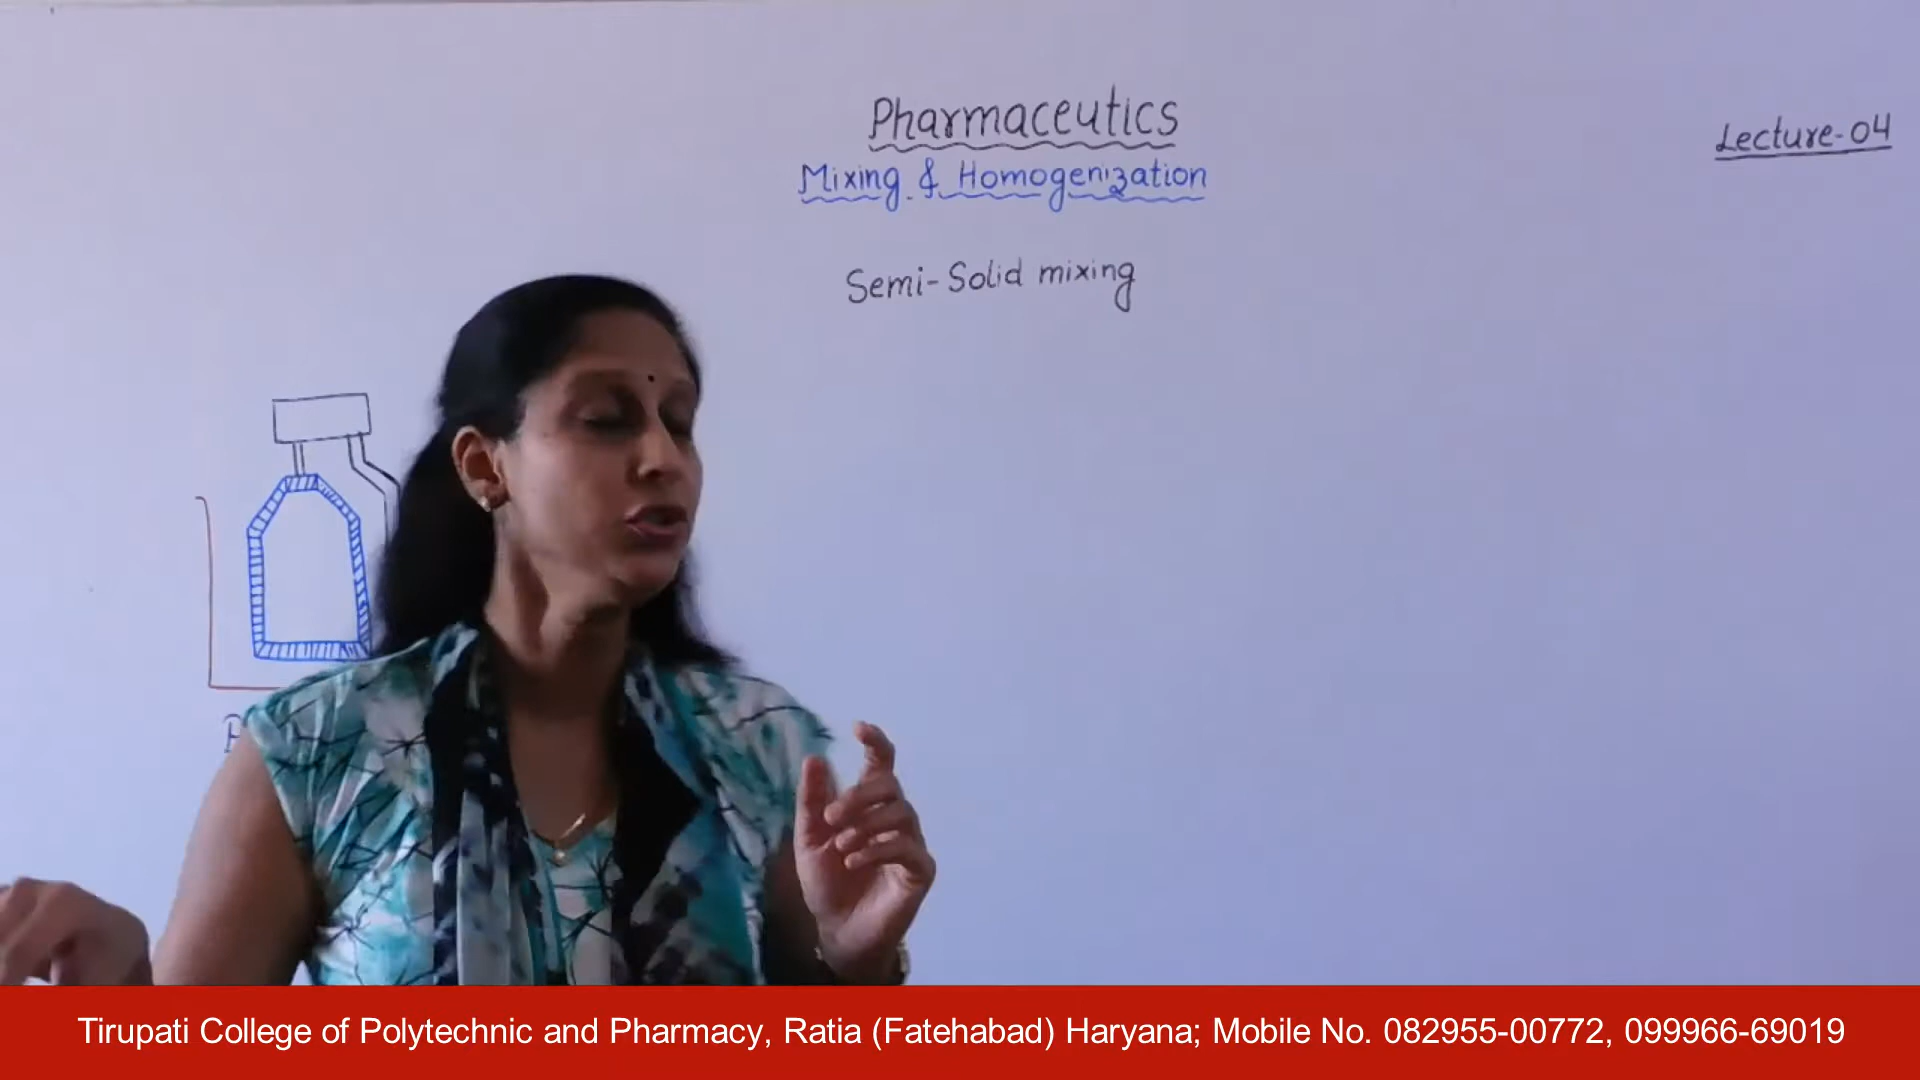 Pharmaceutics
Lecture-04
Mixing & Homogenization
Semi-Solid mixing
Tirupati College of Polytechnic and Pharmacy, Ratia (Fatehabad) Haryana; Mobile No. 082955-00772, 099966-69019